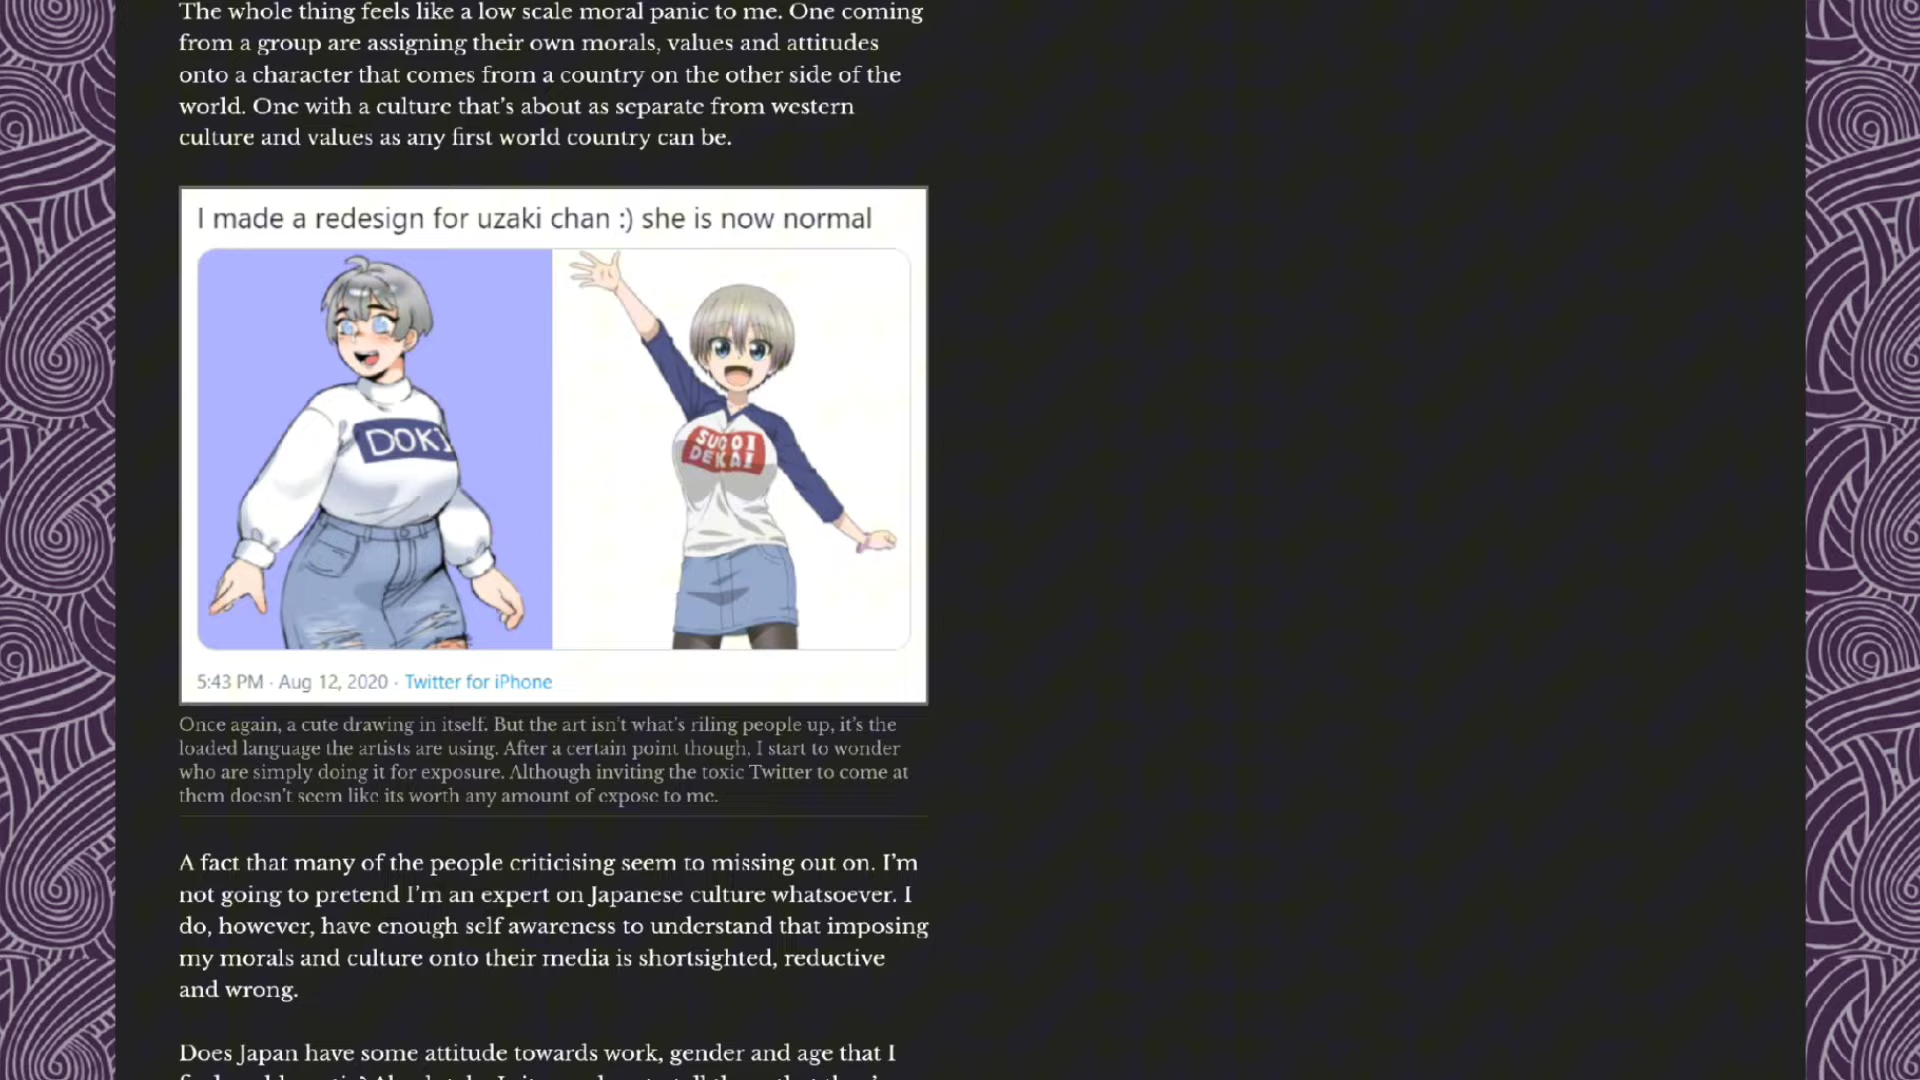 The whole thing feels like a low scale moral panic to me. One coming
from a group are assigning their own morals, values and attitudes
onto a character that comes from a country on the other side of the
world. One with a culture that's about as separate from western
culture and values as any first world country can be.
I made a redesign for uzaki chan :) she is now normal
DOKI
SUGOI
DEKAI
5:43 PM · Aug 12, 2020 · Twitter for iPhone
Once again, a cute drawing in itself. But the art isn't what's riling people up, it's the
loaded language the artists are using. After a certain point though, I start to wonder
who are simply doing it for exposure. Although inviting the toxic Twitter to come at
them doesn't seem like its worth any amount of expose to me.
A fact that many of the people criticising seem to missing out on. I'm
not going to pretend I'm an expert on Japanese culture whatsoever. I
do, however, have enough self awareness to understand that imposing
my morals and culture onto their media is shortsighted, reductive
and wrong.
Does Japan have some attitude towards work, gender and age that I